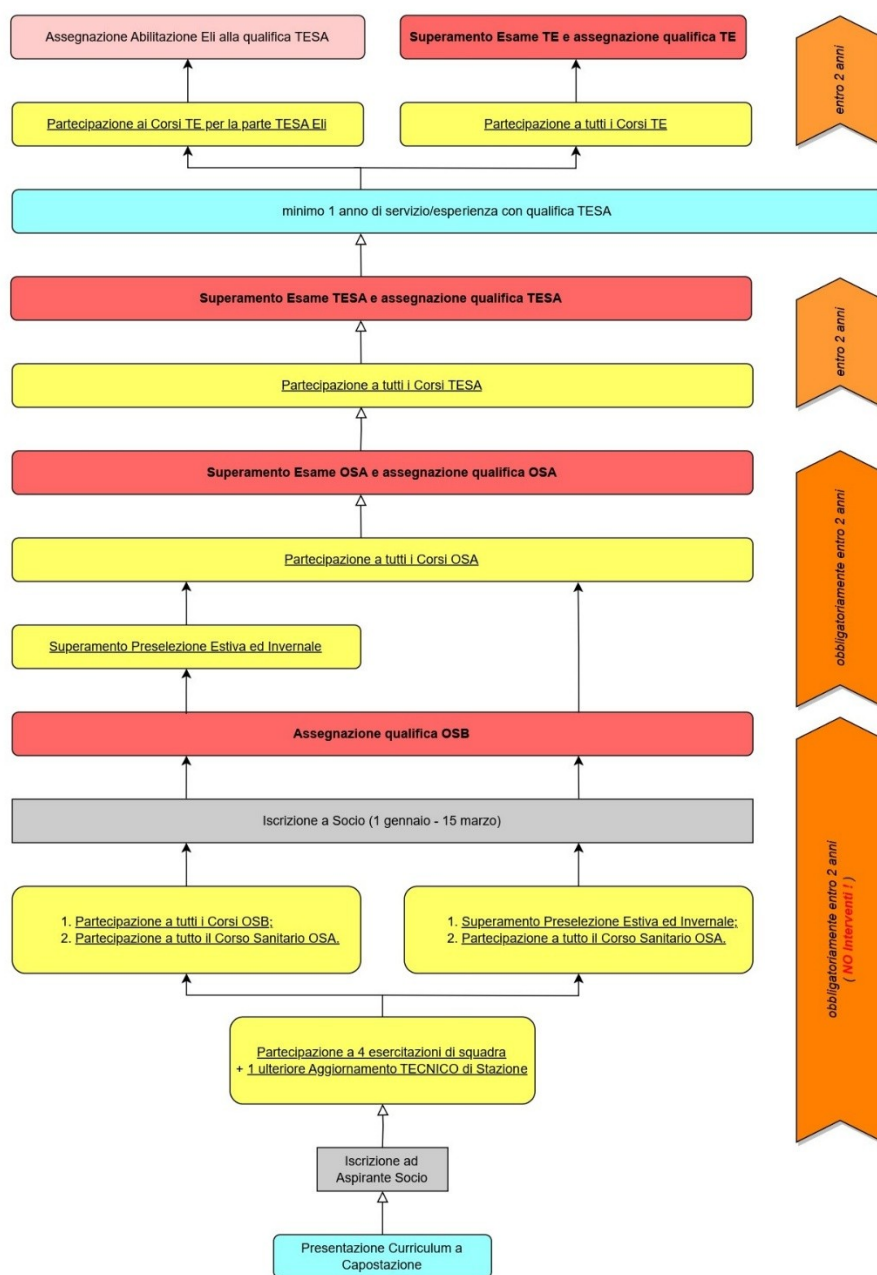 Assegnazione Abilitazione Eli alla qualifica TESA
Superamento Esame TE e assegnazione qualifica TE
entro 2 anni
Partecipazione ai Corsi TE per la parte TESA Eli
Partecipazione a tutti i Corsi TE
minimo 1 anno di servizio/esperienza con qualifica TESA
Superamento Esame TESA e assegnazione qualifica TESA
entro 2 anni
Partecipazione a tutti i Corsi TESA
Superamento Esame OSA e assegnazione qualifica OSA
obbligatoriamente entro 2 anni
Partecipazione a tutti i Corsi OSA
Superamento Preselezione Estiva ed Invernale
Assegnazione qualifica OSB
Iscrizione a Socio (1 gennaio - 15 marzo)
1. Partecipazione a tutti i Corsi OSB;
2. Partecipazione a tutto il Corso Sanitario OSA.
1. Superamento Preselezione Estiva ed Invernale;
2. Partecipazione a tutto il Corso Sanitario OSA.
obbligatoriamente entro 2 anni
( NO Interventi ! )
Partecipazione a 4 esercitazioni di squadra
+ 1 ulteriore Aggiornamento TECNICO di Stazione
Iscrizione ad
Aspirante Socio
Presentazione Curriculum a
Capostazione